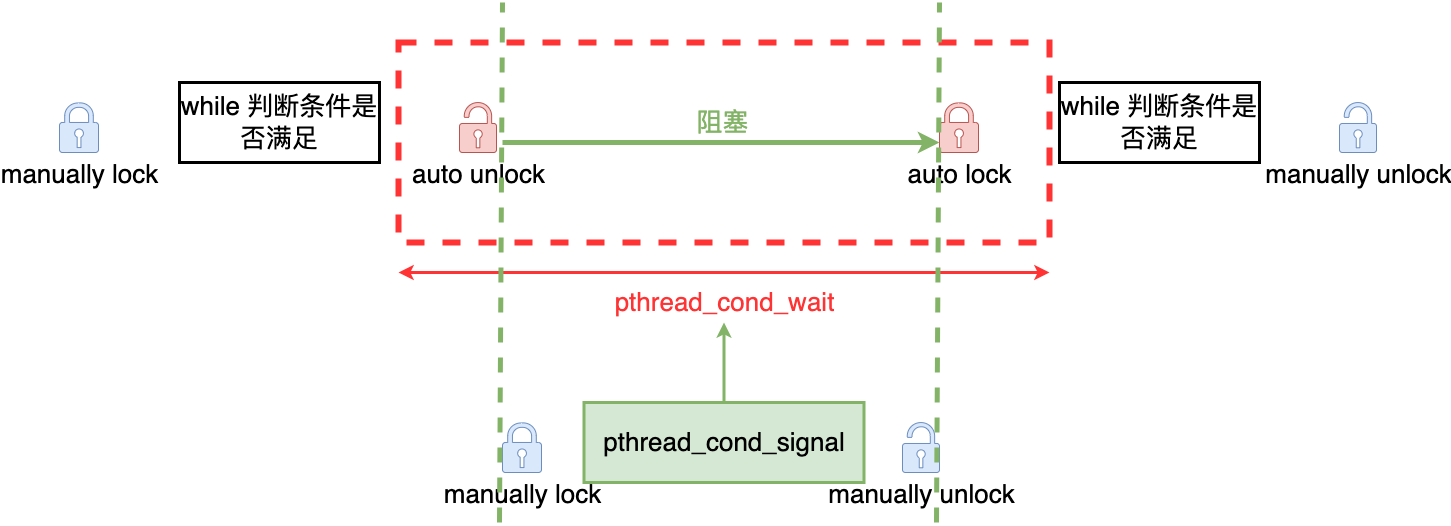 while 判断条件是
否满足
阻塞
while 判断条件是
否满足
manually lock
auto unlock
auto lock
manually unlock
pthread_cond_wait
pthread_cond_signal
manually lock
manually unlock